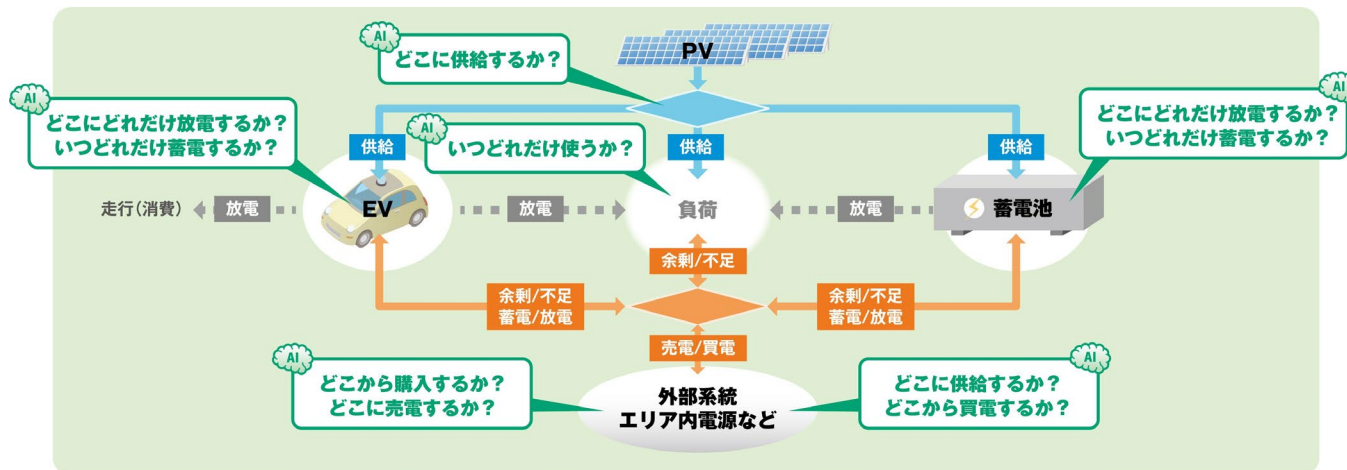 AI
どこに供給するか？
PV
AI
どこにどれだけ放電するか？
いつどれだけ蓄電するか？
AI
いつどれだけ使うか？
AI
どこにどれだけ放電するか？
いつどれだけ蓄電するか？
供給
供給
供給
走行(消費)
放電
EV
放電
負荷
放電
蓄電池
余剰/不足
余剰/不足
蓄電/放電
余剰/不足
蓄電/放電
売電/買電
AI
どこから購入するか？
どこに売電するか？
外部系統
エリア内電源など
AI
どこに供給するか？
どこから買電するか？